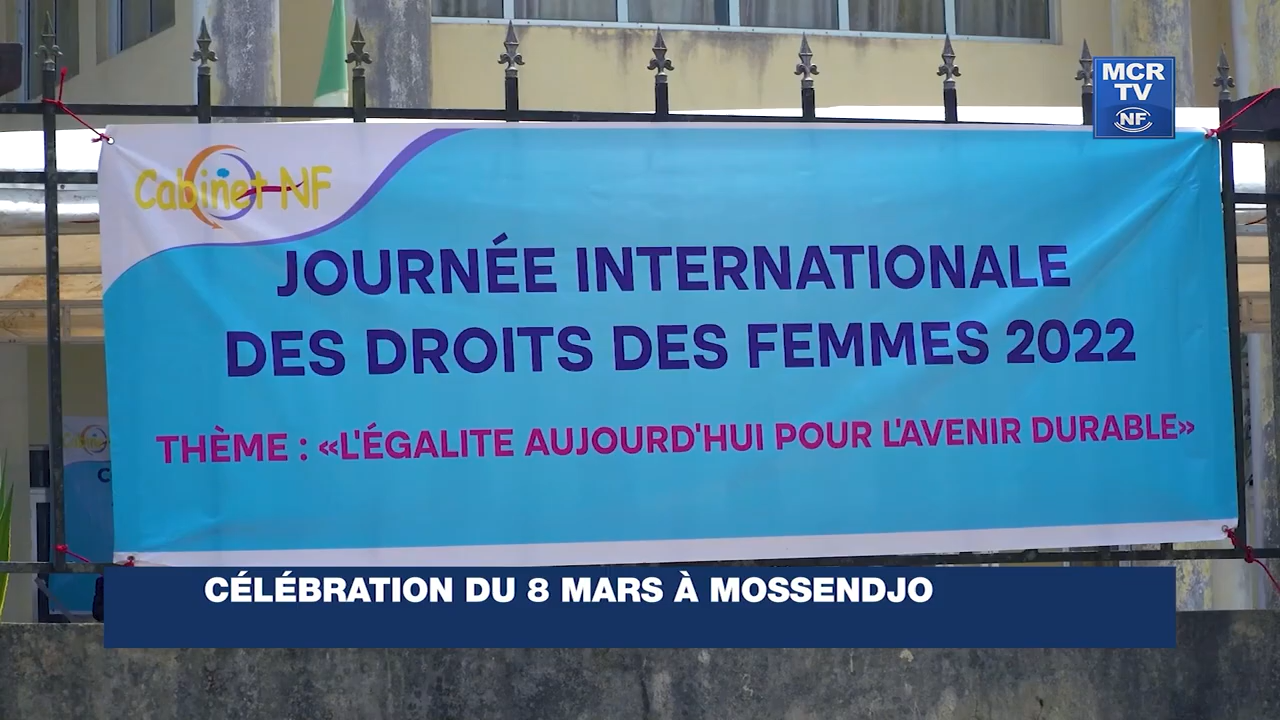 MCR
TV
NF
Cabinet NF
JOURNÉE INTERNATIONALE
DES DROITS DES FEMMES 2022
THÈME : «L'ÉGALITE AUJOURD'HUI POUR L'AVENIR DURABLE»
CÉLÉBRATION DU 8 MARS À MOSSENDJO